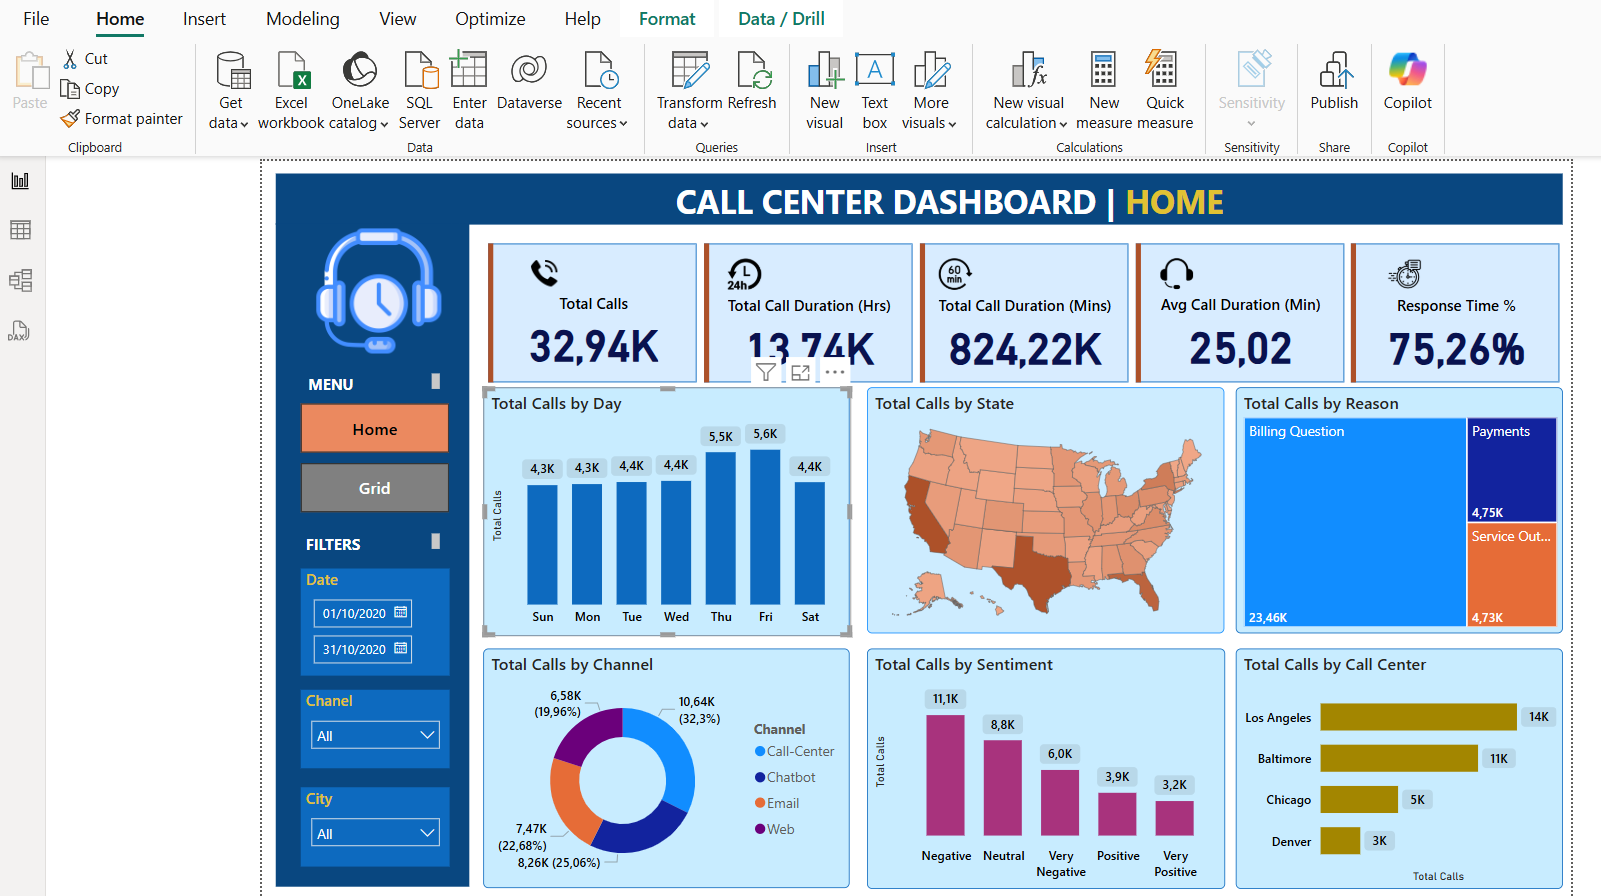 File Home Insert Modeling View Optimize Help Format Data / Drill
Paste
Cut
Copy
Format painter
Clipboard
Get data
Excel workbook
OneLake catalog
SQL Server
Enter data
Dataverse
Recent sources
Data
Transform data
Refresh
Queries
New visual
Text box
More visuals
Insert
New visual calculation
New measure
Quick measure
Calculations
Sensitivity
Sensitivity
Publish
Share
Copilot
Copilot
DAX
CALL CENTER DASHBOARD | HOME
MENU
Home
Grid
FILTERS
Date
01/10/2020
31/10/2020
Chanel
All
City
All
Total Calls
32,94K
24h
Total Call Duration (Hrs)
13,74K
60 min
Total Call Duration (Mins)
824,22K
Avg Call Duration (Min)
25,02
Response Time %
75,26%
Total Calls by Day
Total Calls
4,3K 4,3K 4,4K 4,4K 5,5K 5,6K 4,4K
Sun Mon Tue Wed Thu Fri Sat
Total Calls by State
Total Calls by Reason
Billing Question
23,46K
Payments
4,75K
Service Out...
4,73K
Total Calls by Channel
6,58K
(19,96%)
10,64K
(32,3%)
7,47K
(22,68%)
8,26K (25,06%)
Channel
Call-Center
Chatbot
Email
Web
Total Calls by Sentiment
Total Calls
11,1K 8,8K 6,0K 3,9K 3,2K
Negative Neutral Very Negative Positive Very Positive
Total Calls by Call Center
Los Angeles 14K
Baltimore 11K
Chicago 5K
Denver 3K
Total Calls